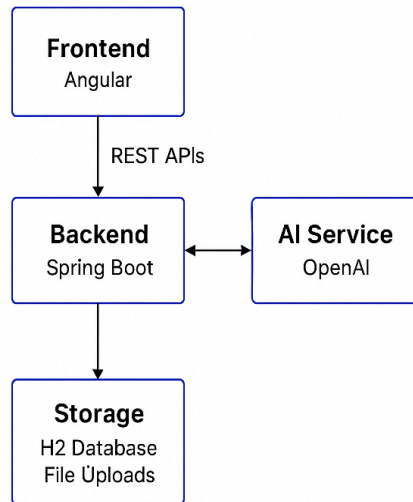 Frontend
Angular
REST APIs
Backend
Spring Boot
AI Service
OpenAI
Storage
H2 Database
File Uploads